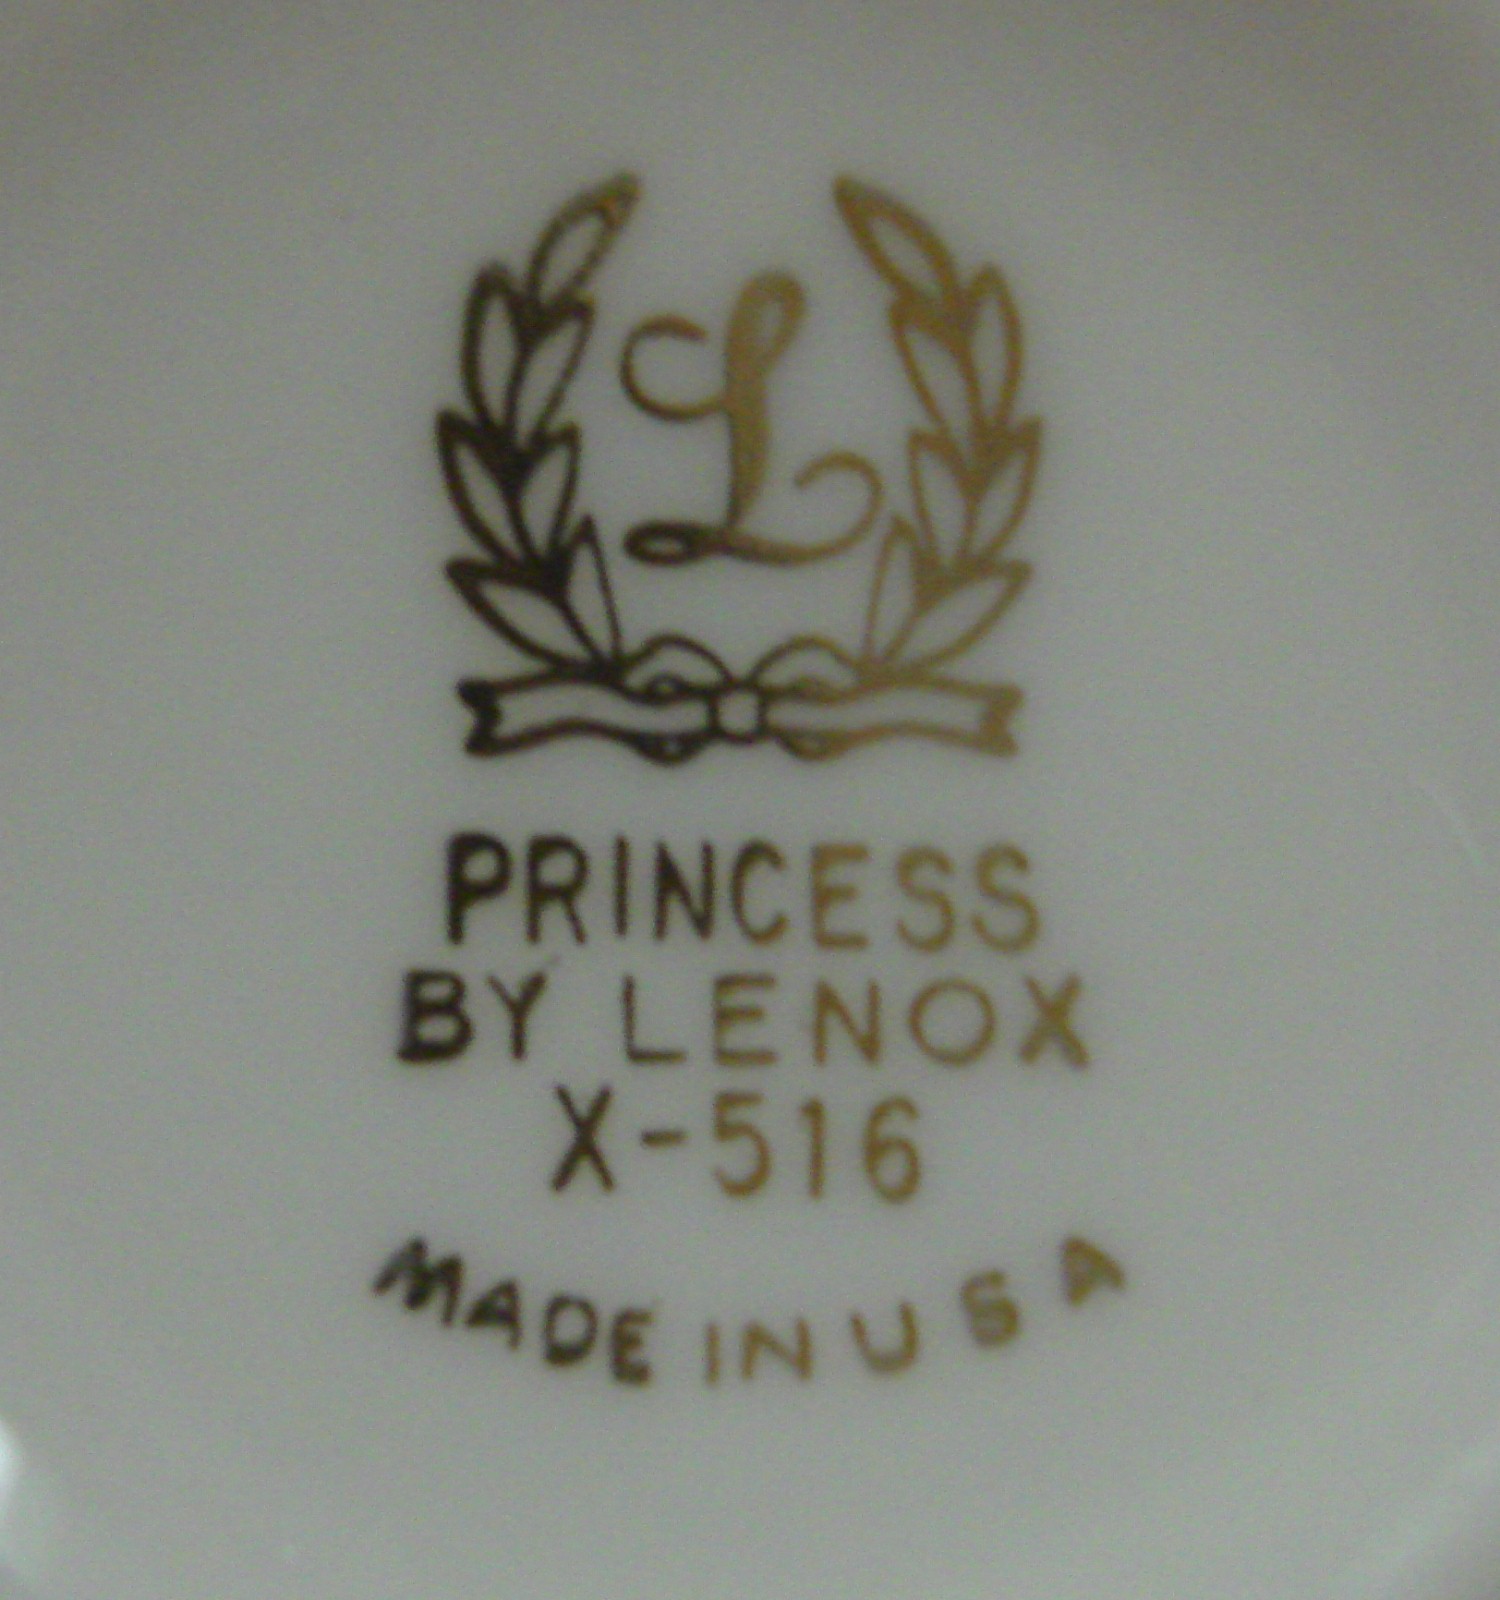 L
PRINCESS
BY LENOX
X-516
MADE IN USA